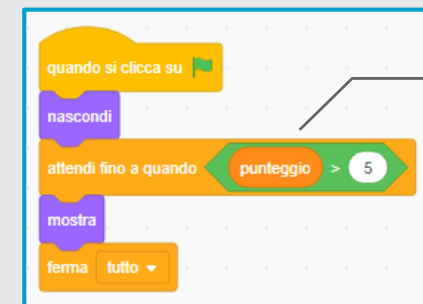 quando si clicca su
nascondi
attendi fino a quando punteggio > 5
mostra
ferma tutto